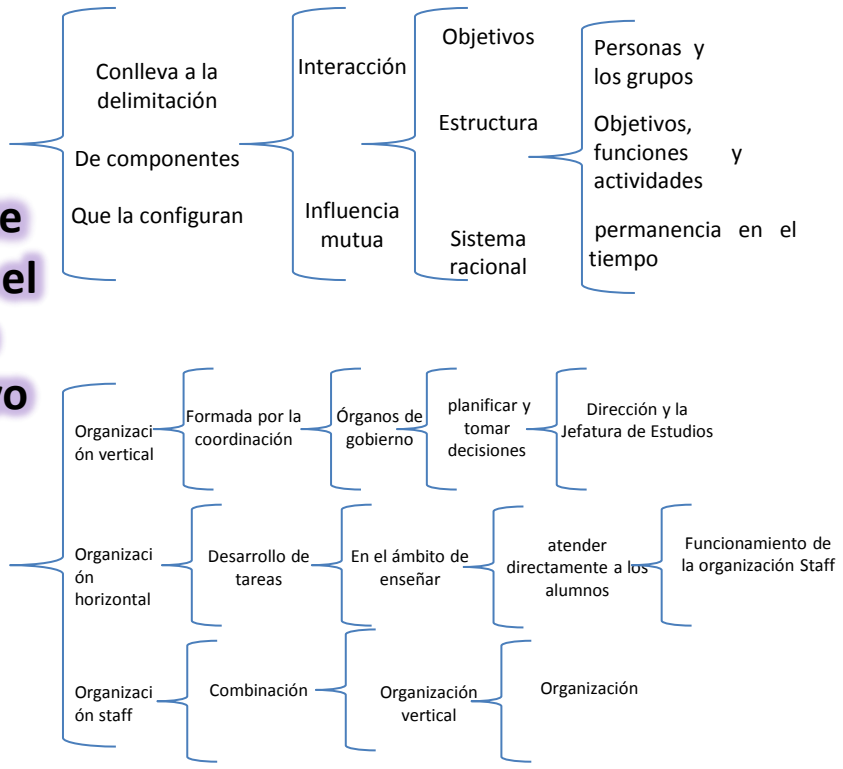 Conlleva a la
delimitación
De componentes
Que la configuran
Interacción
Influencia
mutua
Objetivos
Estructura
Sistema
racional
Personas y
los grupos
Objetivos,
funciones y
actividades
permanencia en el
tiempo
e
el
vo
Organizaci
ón vertical
Formada por la
coordinación
Órganos de
gobierno
planificar y
tomar
decisiones
Dirección y la
Jefatura de Estudios
Organizaci
ón
horizontal
Desarrollo de
tareas
En el ámbito de
enseñar
atender
directamente a los
alumnos
Funcionamiento de
la organización Staff
Organizaci
ón staff
Combinación
Organización
vertical
Organización